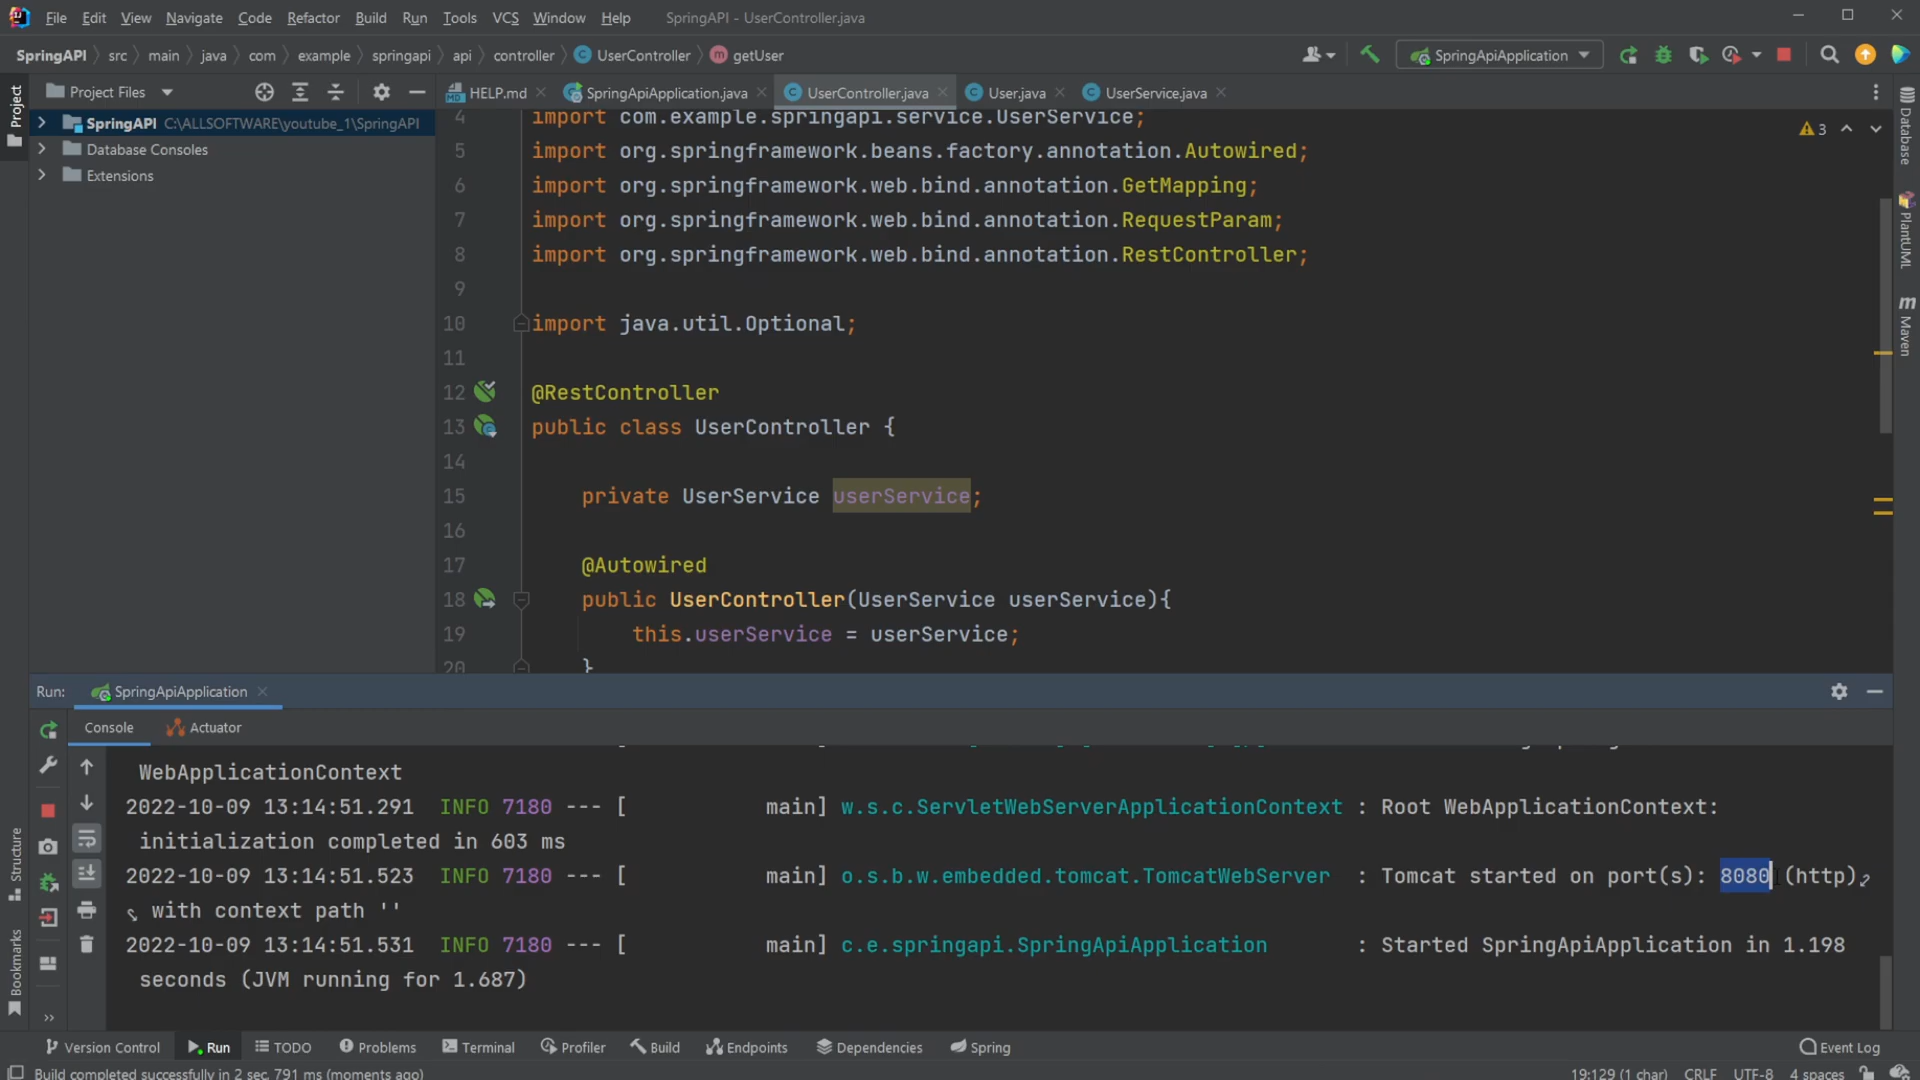 File Edit View Navigate Code Refactor Build Run Tools VCS Window Help SpringAPI - UserController.java
SpringAPI src main java com example springapi api controller UserController getUser SpringApiApplication
Project
Project Files
HELP.md SpringApiApplication.java UserController.java User.java UserService.java
SpringAPI C:\ALLSOFTWARE\youtube_1\SpringAPI
Database Consoles
Extensions
4 import com.example.springapi.service.UserService;
3
5 import org.springframework.beans.factory.annotation.Autowired;
6 import org.springframework.web.bind.annotation.GetMapping;
7 import org.springframework.web.bind.annotation.RequestParam;
8 import org.springframework.web.bind.annotation.RestController;
9
10 import java.util.Optional;
11
12 @RestController
13 public class UserController {
14
15 private UserService userService;
16
17 @Autowired
18 public UserController(UserService userService){
19 this.userService = userService;
20 }
Database
PlantUML
Maven
Run: SpringApiApplication
Console Actuator
WebApplicationContext
2022-10-09 13:14:51.291 INFO 7180 --- [ main] w.s.c.ServletWebServerApplicationContext : Root WebApplicationContext:
initialization completed in 603 ms
2022-10-09 13:14:51.523 INFO 7180 --- [ main] o.s.b.w.embedded.tomcat.TomcatWebServer : Tomcat started on port(s): 8080 (http)
with context path ''
2022-10-09 13:14:51.531 INFO 7180 --- [ main] c.e.springapi.SpringApiApplication : Started SpringApiApplication in 1.198
seconds (JVM running for 1.687)
Structure
Bookmarks
Version Control Run TODO Problems Terminal Profiler Build Endpoints Dependencies Spring Event Log
Build completed successfully in 2 sec, 791 ms (moments ago) 19:129 (1 char) CRLF UTF-8 4 spaces